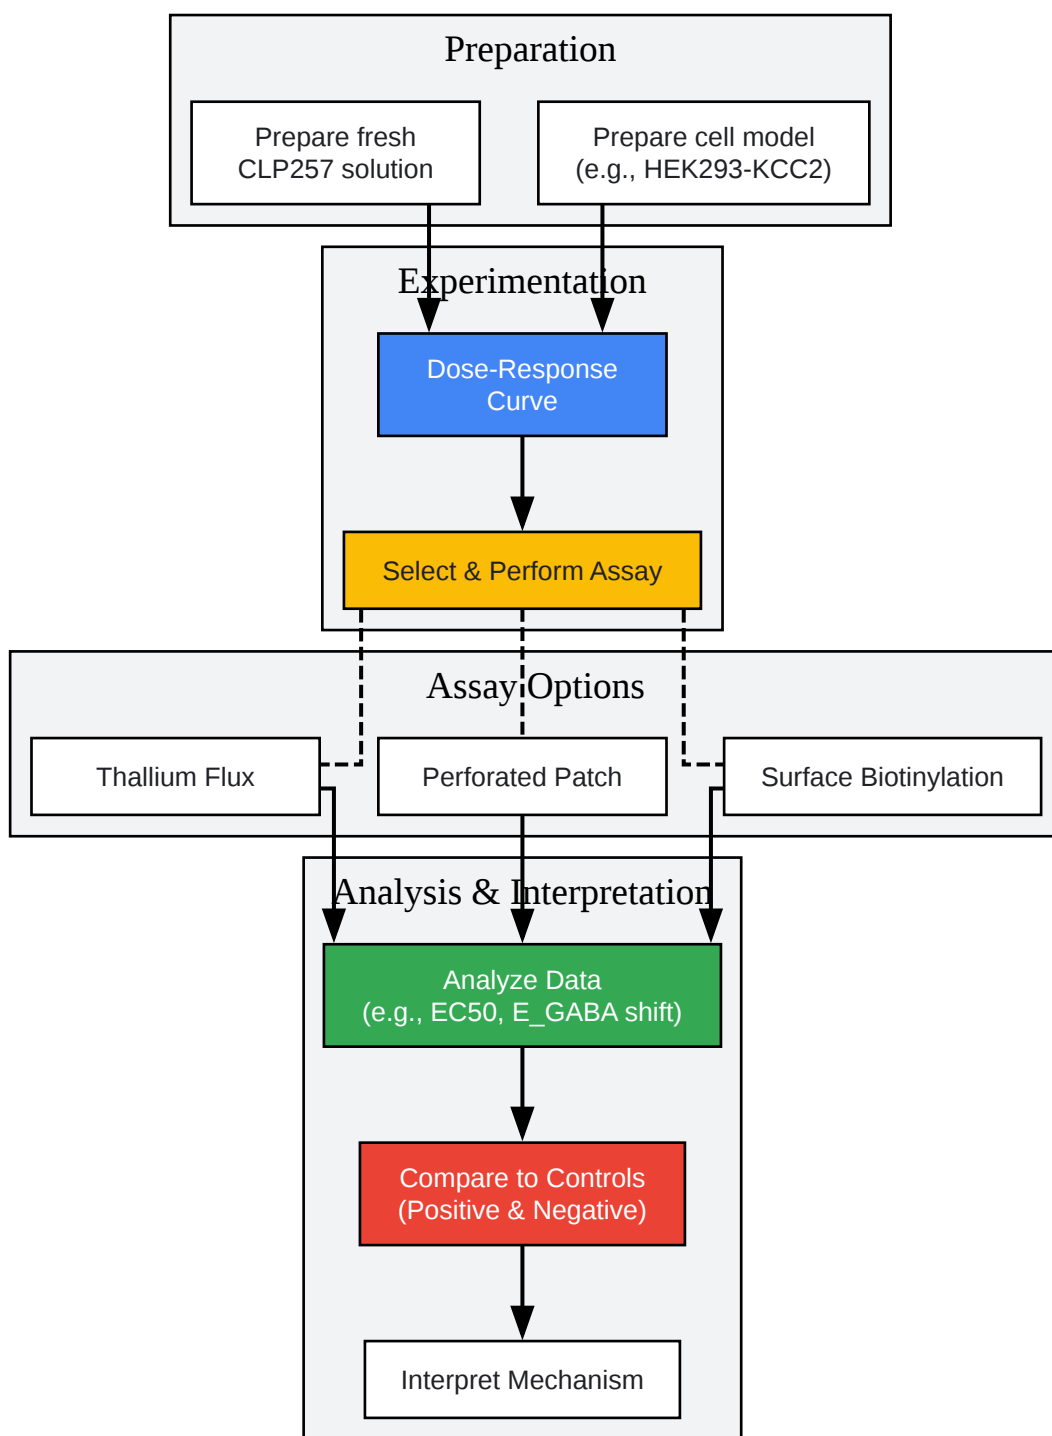 Preparation
Prepare fresh
CLP257 solution
Prepare cell model
(e.g., HEK293-KCC2)
Experimentation
Dose-Response
Curve
Select & Perform Assay
Assay Options
Thallium Flux
Perforated Patch
Surface Biotinylation
Analysis & Interpretation
Analyze Data
(e.g., EC50, E_GABA shift)
Compare to Controls
(Positive & Negative)
Interpret Mechanism